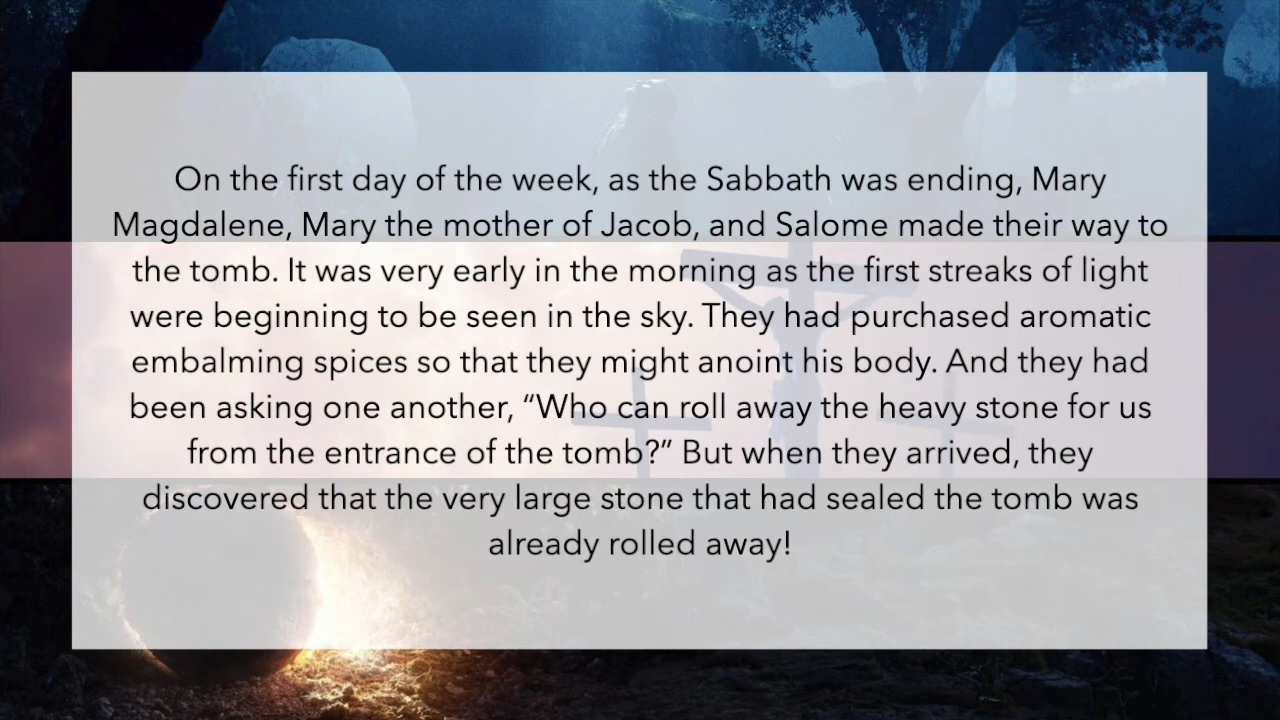 On the first day of the week, as the Sabbath was ending, Mary
Magdalene, Mary the mother of Jacob, and Salome made their way to
the tomb. It was very early in the morning as the first streaks of light
were beginning to be seen in the sky. They had purchased aromatic
embalming spices so that they might anoint his body. And they had
been asking one another, “Who can roll away the heavy stone for us
from the entrance of the tomb?” But when they arrived, they
discovered that the very large stone that had sealed the tomb was
already rolled away!